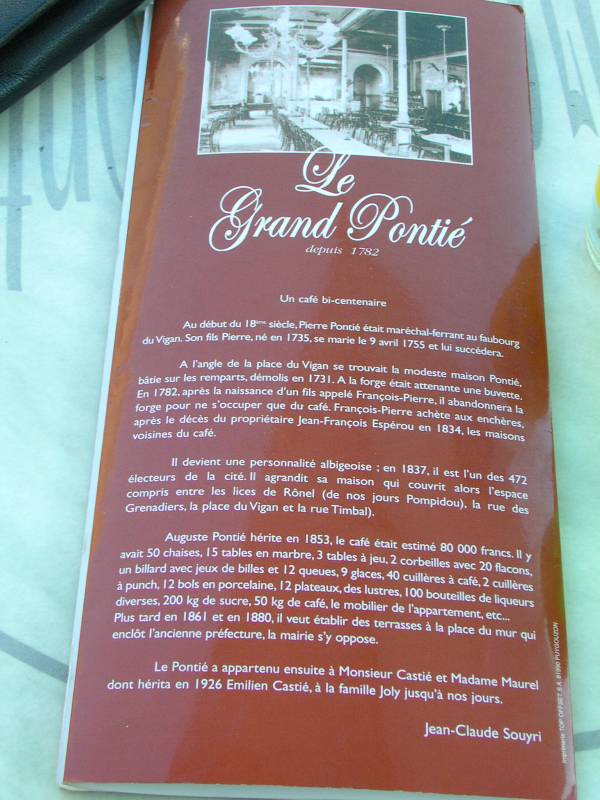 Le
Grand Pontié
depuis 1782
Un café bi-centenaire
Au début du 18ème siècle, Pierre Pontié était maréchal-ferrant au faubourg
du Vigan. Son fils Pierre, né en 1735, se marie le 9 avril 1755 et lui succédera.
A l'angle de la place du Vigan se trouvait la modeste maison Pontié,
bâtie sur les remparts, démolis en 1731. A la forge était attenante une buvette.
En 1782, après la naissance d'un fils appelé François-Pierre, il abandonnera la
forge pour ne s'occuper que du café. François-Pierre achète aux enchères,
après le décès du propriétaire Jean-François Espérou en 1834, les maisons
voisines du café.
Il devient une personnalité albigeoise ; en 1837, il est l'un des 472
électeurs de la cité. Il agrandit sa maison qui couvrit alors l'espace
compris entre les lices de Rônel (de nos jours Pompidou), la rue des
Grenadiers, la place du Vigan et la rue Timbal).
Auguste Pontié hérite en 1853, le café était estimé 80 000 francs. Il y
avait 50 chaises, 15 tables en marbre, 3 tables à jeu, 2 corbeilles avec 20 flacons,
un billard avec jeux de billes et 12 queues, 9 glaces, 40 cuillères à café, 2 cuillères
à punch, 12 bols en porcelaine, 12 plateaux, des lustres, 100 bouteilles de liqueurs
diverses, 200 kg de sucre, 50 kg de café, le mobilier de l'appartement, etc...
Plus tard en 1861 et en 1880, il veut établir des terrasses à la place du mur qui
enclôt l'ancienne préfecture, la mairie s'y oppose.
Le Pontié a appartenu ensuite à Monsieur Castié et Madame Maurel
dont hérita en 1926 Emilien Castié, à la famille Joly jusqu'à nos jours.
Jean-Claude Souyri
Imprimerie TOP OFFSET S.A. 81990 PUYGOUZON